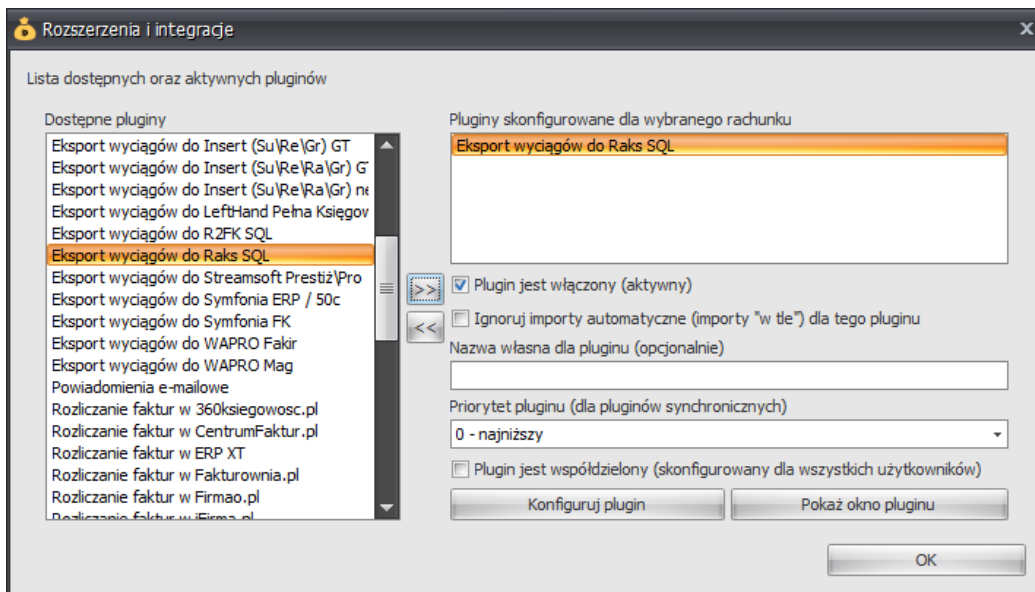 Rozszerzenia i integracje
x
Lista dostępnych oraz aktywnych pluginów
Dostępne pluginy
Eksport wyciągów do Insert (Su\Re\Gr) GT
Eksport wyciągów do Insert (Su\Re\Ra\Gr) G
Eksport wyciągów do Insert (Su\Re\Ra\Gr) ne
Eksport wyciągów do LeftHand Pełna Księgow
Eksport wyciągów do R2FK SQL
Eksport wyciągów do Raks SQL
Eksport wyciągów do Streamsoft Prestiż\Pro
Eksport wyciągów do Symfonia ERP / 50c
Eksport wyciągów do Symfonia FK
Eksport wyciągów do WAPRO Fakir
Eksport wyciągów do WAPRO Mag
Powiadomienia e-mailowe
Rozliczanie faktur w 360ksiegowosc.pl
Rozliczanie faktur w CentrumFaktur.pl
Rozliczanie faktur w ERP XT
Rozliczanie faktur w Fakturownia.pl
Rozliczanie faktur w Firmao.pl
Rozliczanie faktur w iFirma.pl
>>
<<
Pluginy skonfigurowane dla wybranego rachunku
Eksport wyciągów do Raks SQL
Plugin jest włączony (aktywny)
Ignoruj importy automatyczne (importy "w tle") dla tego pluginu
Nazwa własna dla pluginu (opcjonalnie)
Priorytet pluginu (dla pluginów synchronicznych)
0 - najniższy
Plugin jest współdzielony (skonfigurowany dla wszystkich użytkowników)
Konfiguruj plugin
Pokaż okno pluginu
OK